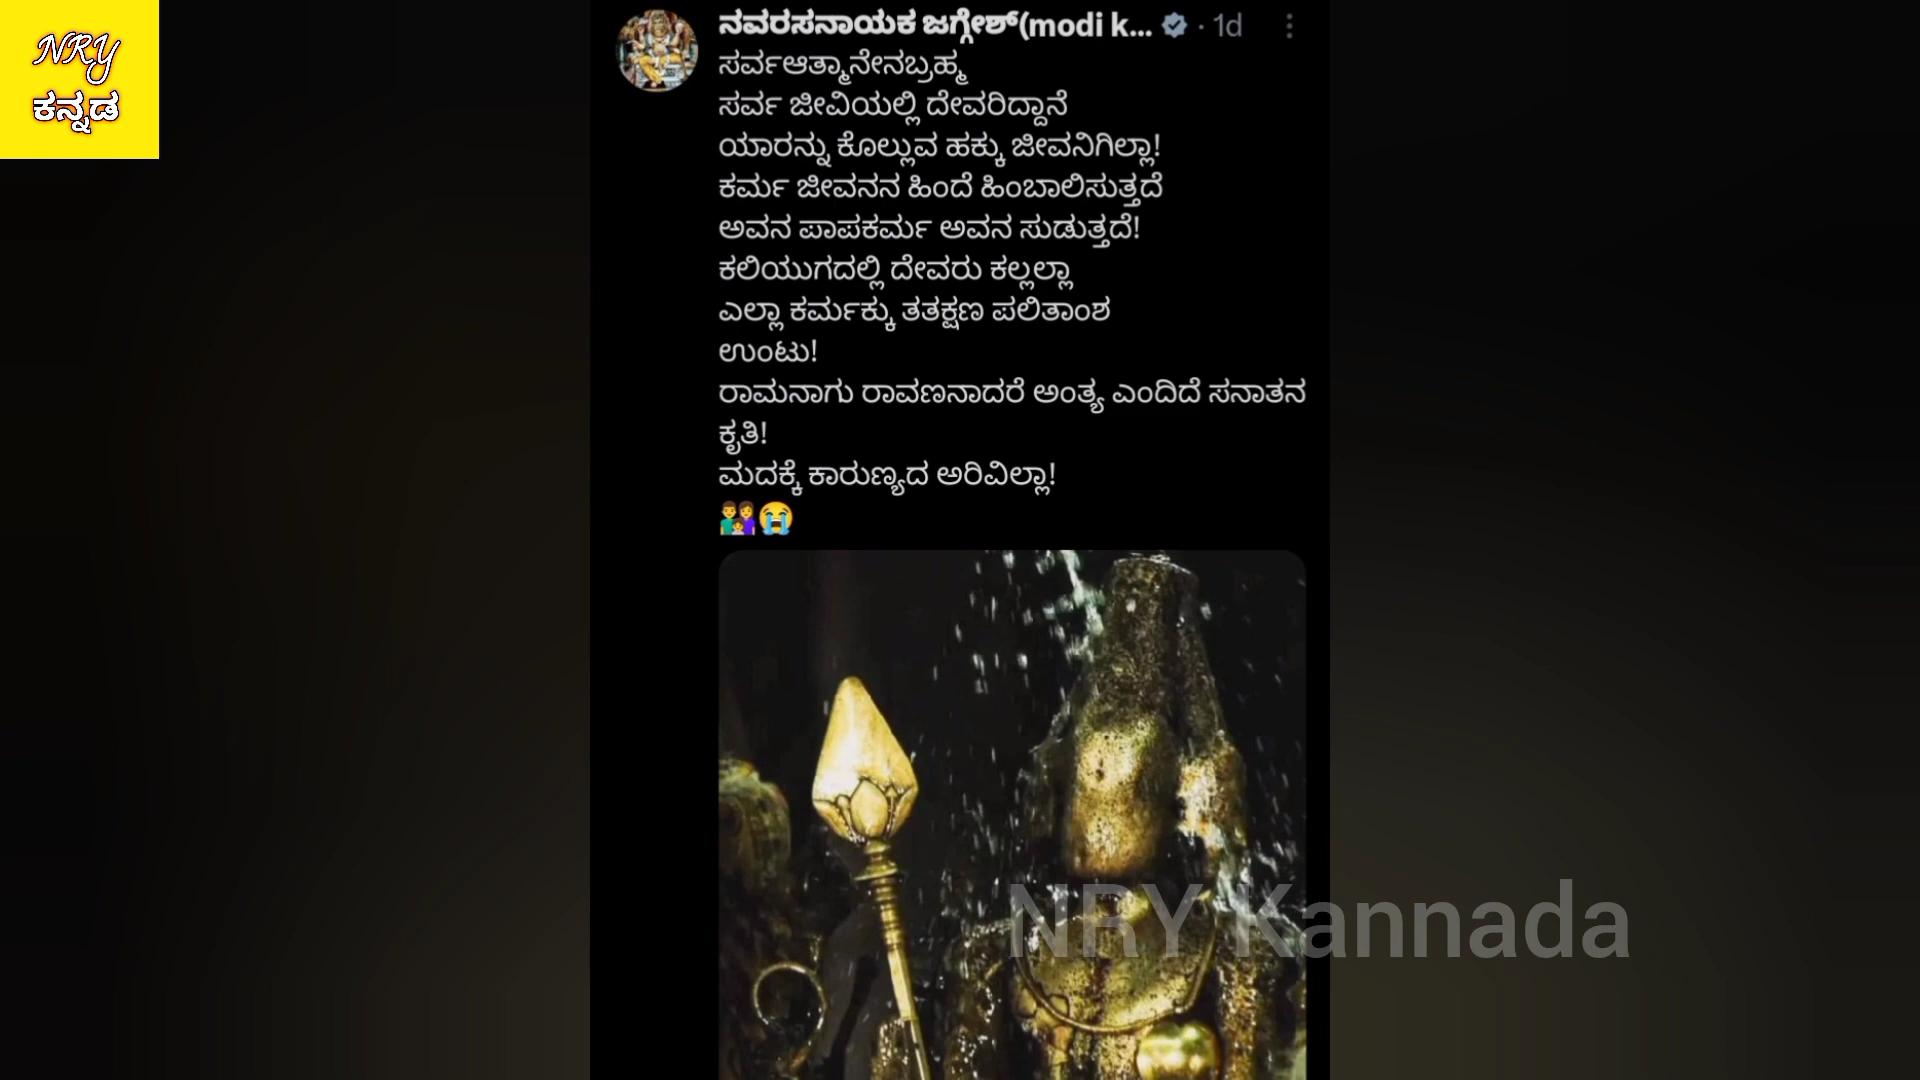 NRY
ಕನ್ನಡ
ನವರಸನಾಯಕ ಜಗ್ಗೇಶ್(modi k... · 1d
ಸರ್ವಆತ್ಮಾನೇನಬ್ರಹ್ಮ
ಸರ್ವ ಜೀವಿಯಲ್ಲಿ ದೇವರಿದ್ದಾನೆ
ಯಾರನ್ನು ಕೊಲ್ಲುವ ಹಕ್ಕು ಜೀವನಿಗಿಲ್ಲಾ!
ಕರ್ಮ ಜೀವನನ ಹಿಂದೆ ಹಿಂಬಾಲಿಸುತ್ತದೆ
ಅವನ ಪಾಪಕರ್ಮ ಅವನ ಸುಡುತ್ತದೆ!
ಕಲಿಯುಗದಲ್ಲಿ ದೇವರು ಕಲ್ಲಲ್ಲಾ
ಎಲ್ಲಾ ಕರ್ಮಕ್ಕು ತತಕ್ಷಣ ಪಲಿತಾಂಶ
ಉಂಟು!
ರಾಮನಾಗು ರಾವಣನಾದರೆ ಅಂತ್ಯ ಎಂದಿದೆ ಸನಾತನ
ಕೃತಿ!
ಮದಕ್ಕೆ ಕಾರುಣ್ಯದ ಅರಿವಿಲ್ಲಾ!
NRY Kannada